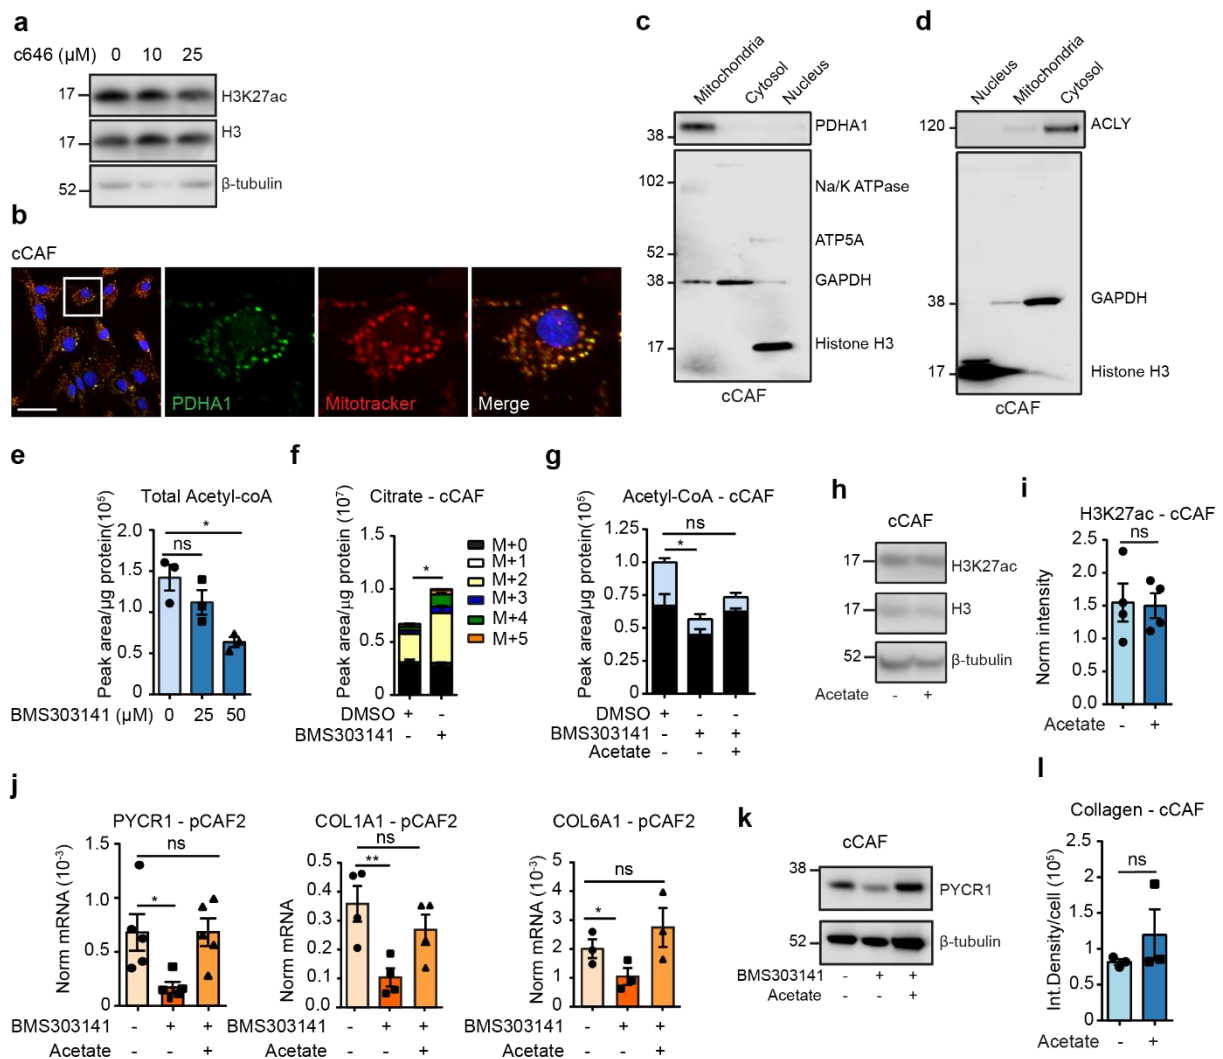 a
c646 (µM) 0 10 25
17 H3K27ac
17 H3
52 β-tubulin
b
cCAF
PDHA1 Mitotracker Merge
c
Mitochondria Cytosol Nucleus
38 PDHA1
102 Na/K ATPase
ATP5A
52
38 GAPDH
17 Histone H3
cCAF
d
Nucleus Mitochondria Cytosol
120 ACLY
38 GAPDH
17 Histone H3
cCAF
e
Total Acetyl-coA
Peak area/µg protein(10⁵)
2.0
1.5
1.0
0.5
0
ns
*
BMS303141 (µM) 0 25 50
f
Citrate - cCAF
Peak area/µg protein (10⁷)
1.5
1.0
0.5
0
*
M+0
M+1
M+2
M+3
M+4
M+5
DMSO + -
BMS303141 - +
g
Acetyl-CoA - cCAF
Peak area/µg protein (10⁵)
1.25
1.0
0.75
0.5
0.25
0
ns
*
DMSO + - -
BMS303141 - + +
Acetate - - +
h
cCAF
17 H3K27ac
17 H3
52 β-tubulin
Acetate - +
i
H3K27ac - cCAF
Norm intensity
2.5
2.0
1.5
1.0
0.5
0
ns
Acetate - +
j
PYCR1 - pCAF2
Norm mRNA (10⁻³)
1.5
1.0
0.5
0
ns
*
BMS303141 - + +
Acetate - - +
COL1A1 - pCAF2
Norm mRNA
0.5
0.4
0.3
0.2
0.1
0.0
ns
**
BMS303141 - + +
Acetate - - +
COL6A1 - pCAF2
Norm mRNA (10⁻³)
5.0
4.0
3.0
2.0
1.0
0
ns
*
BMS303141 - + +
Acetate - - +
k
cCAF
38 PYCR1
52 β-tubulin
BMS303141 - + +
Acetate - - +
l
Collagen - cCAF
Int.Density/cell (10⁵)
2.5
2
1.5
1
0.5
0
ns
Acetate - +